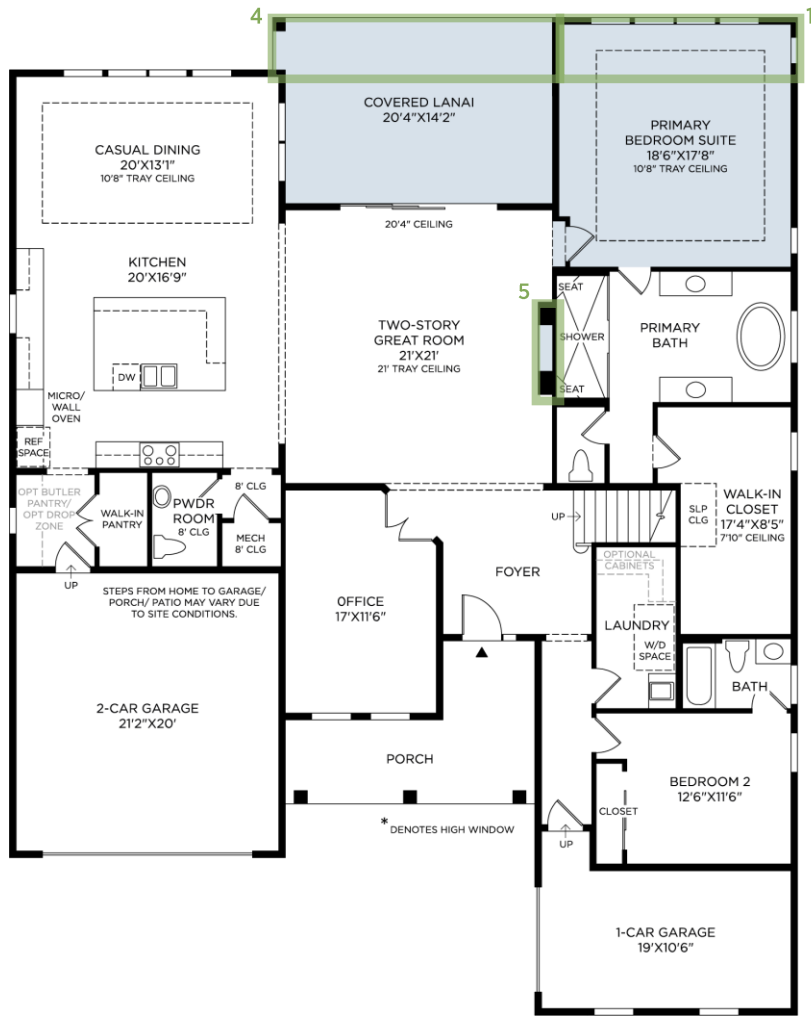 4
1
COVERED LANAI
20'4"X14'2"
CASUAL DINING
20'X13'1"
10'8" TRAY CEILING
PRIMARY
BEDROOM SUITE
18'6"X17'8"
10'8" TRAY CEILING
20'4" CEILING
KITCHEN
20'X16'9"
5
SEAT
SHOWER
SEAT
PRIMARY
BATH
TWO-STORY
GREAT ROOM
21'X21'
21' TRAY CEILING
DW
MICRO/
WALL
OVEN
REF
SPACE
OPT BUTLER
PANTRY/
OPT DROP
ZONE
WALK-IN
PANTRY
PWDR
ROOM
8' CLG
8' CLG
MECH
8' CLG
UP
UP
SLP
CLG
WALK-IN
CLOSET
17'4"X8'5"
7'10" CEILING
FOYER
OPTIONAL
CABINETS
LAUNDRY
W/D
SPACE
STEPS FROM HOME TO GARAGE/
PORCH/ PATIO MAY VARY DUE
TO SITE CONDITIONS.
OFFICE
17'X11'6"
2-CAR GARAGE
21'2"X20'
BATH
PORCH
BEDROOM 2
12'6"X11'6"
CLOSET
* DENOTES HIGH WINDOW
UP
1-CAR GARAGE
19'X10'6"